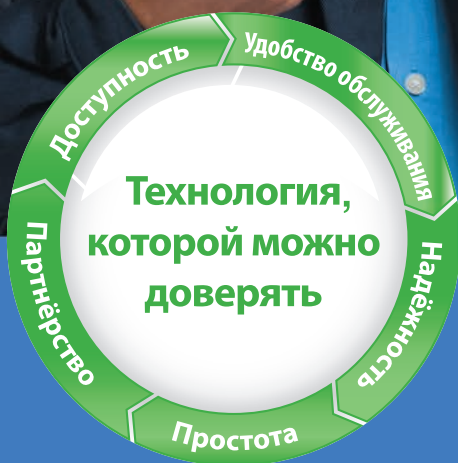 Доступность
Удобство обслуживания
Надёжность
Простота
Партнёрство
Технология,
которой можно
доверять